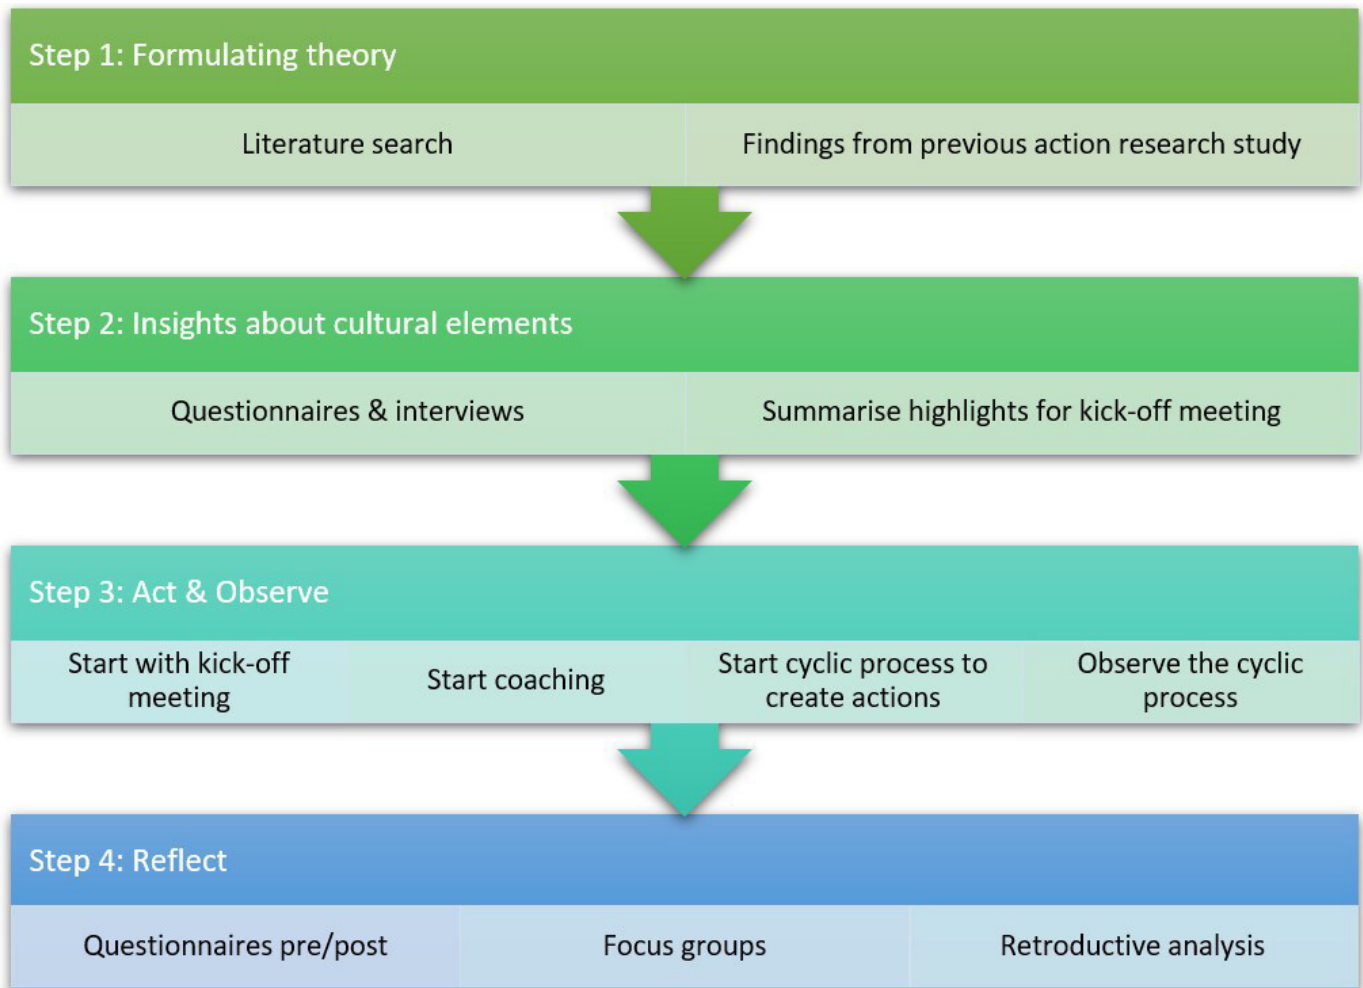 Step 1: Formulating theory
Literature search
Findings from previous action research study
Step 2: Insights about cultural elements
Questionnaires & interviews
Summarise highlights for kick-off meeting
Step 3: Act & Observe
Start with kick-off
meeting
Start coaching
Start cyclic process to
create actions
Observe the cyclic
process
Step 4: Reflect
Questionnaires pre/post
Focus groups
Retroductive analysis